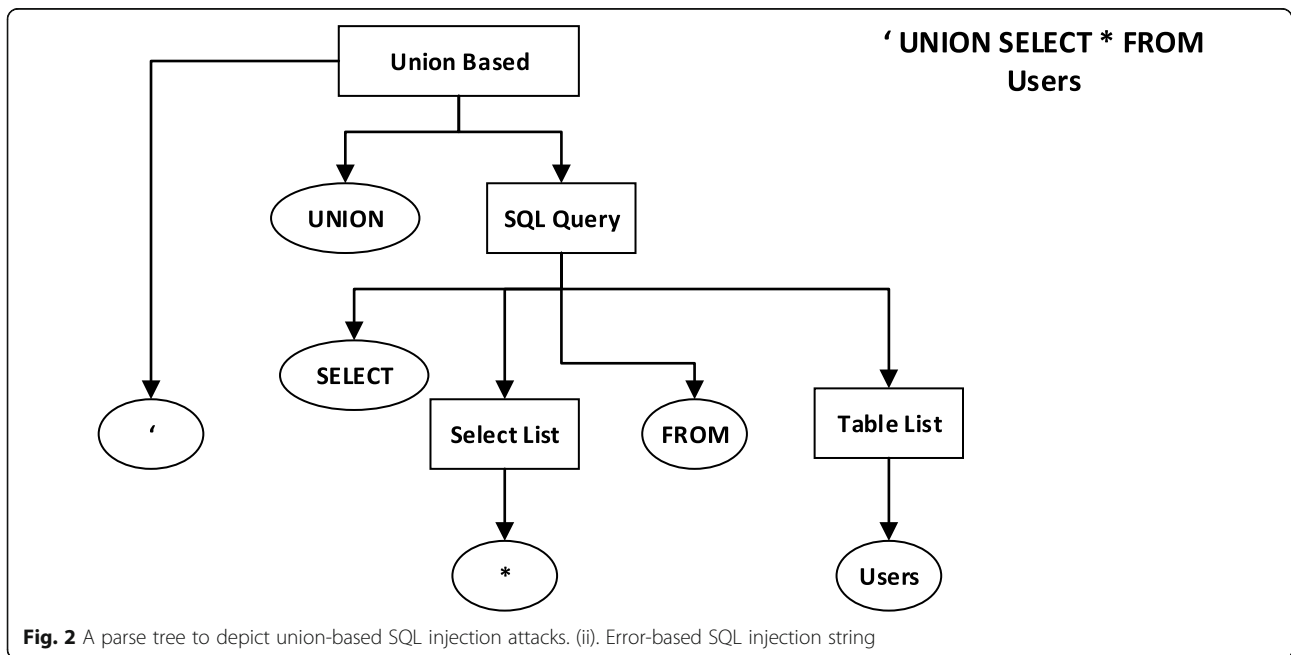 ‘ UNION SELECT * FROM
Users
Union Based
UNION
SQL Query
SELECT
‘
Select List
FROM
Table List
*
Users
Fig. 2 A parse tree to depict union-based SQL injection attacks. (ii). Error-based SQL injection string